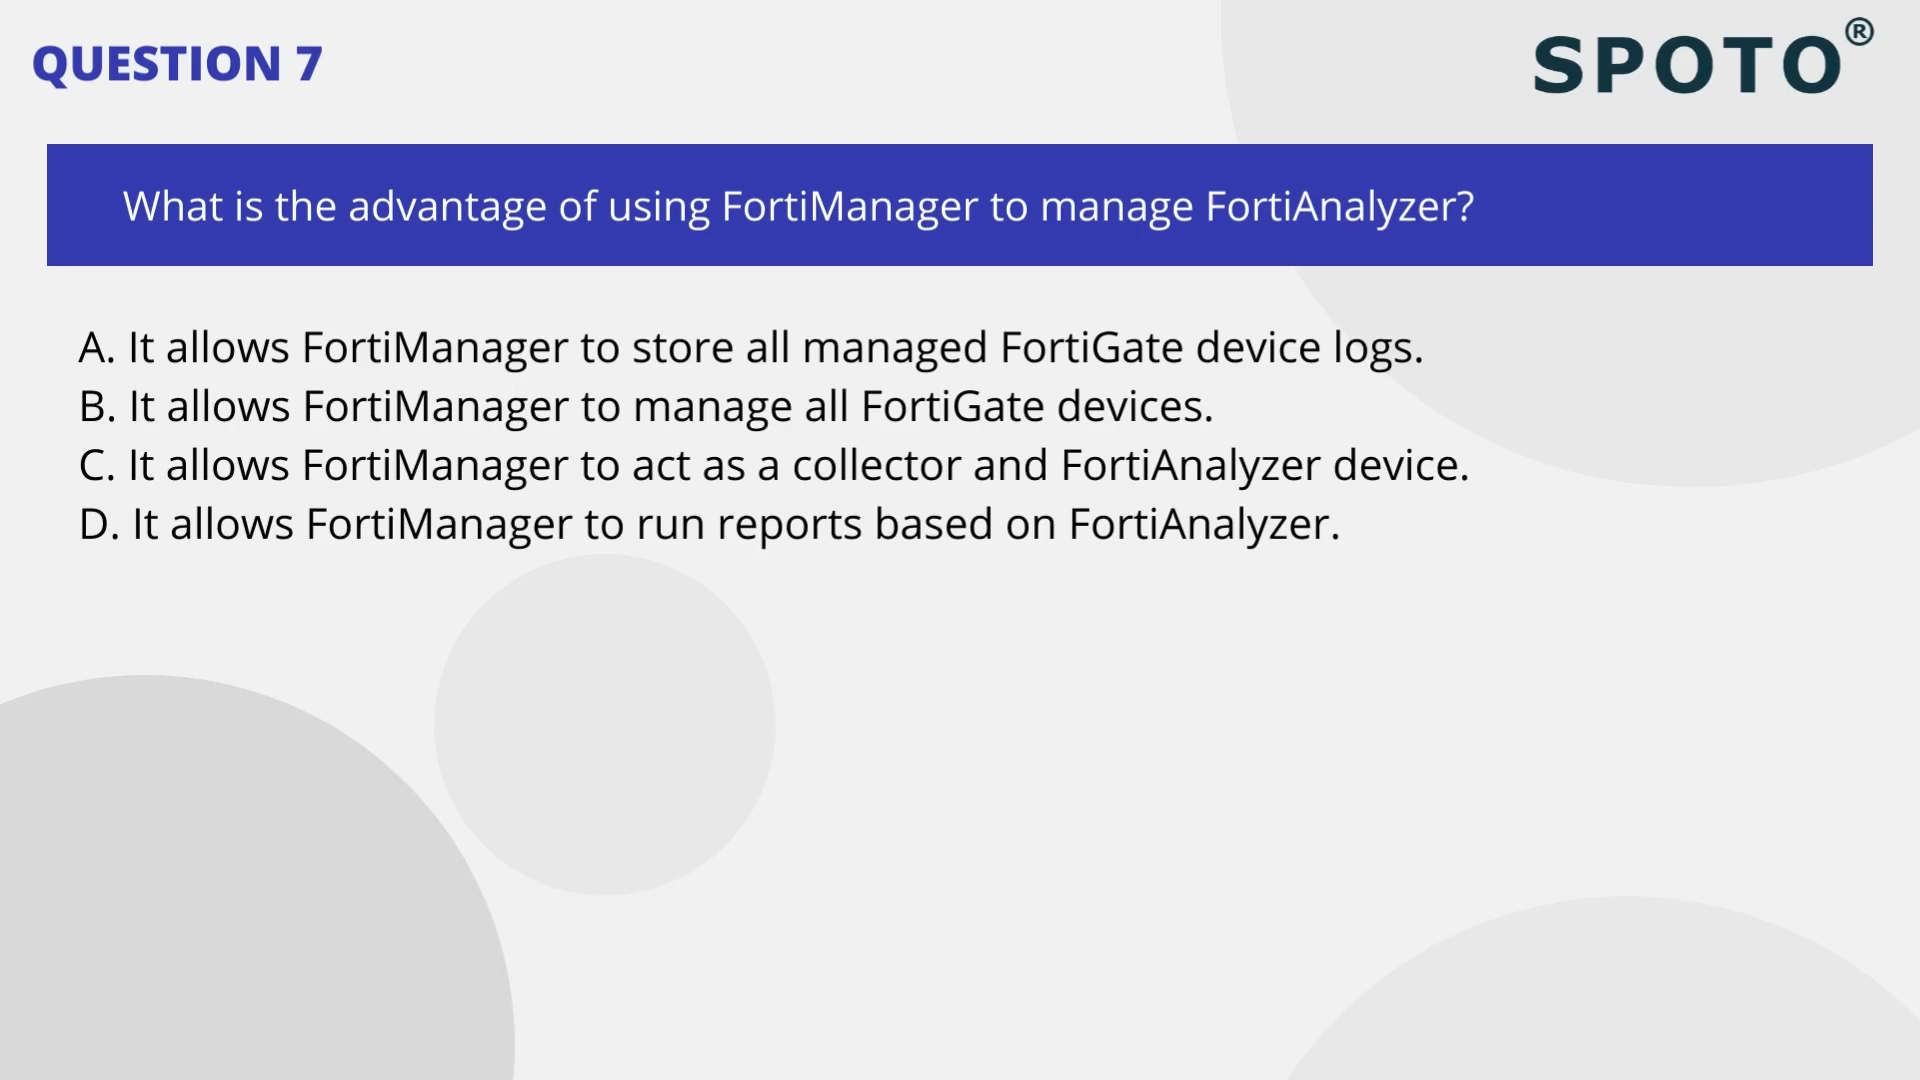 QUESTION 7
SPOTO®
What is the advantage of using FortiManager to manage FortiAnalyzer?
A. It allows FortiManager to store all managed FortiGate device logs.
B. It allows FortiManager to manage all FortiGate devices.
C. It allows FortiManager to act as a collector and FortiAnalyzer device.
D. It allows FortiManager to run reports based on FortiAnalyzer.